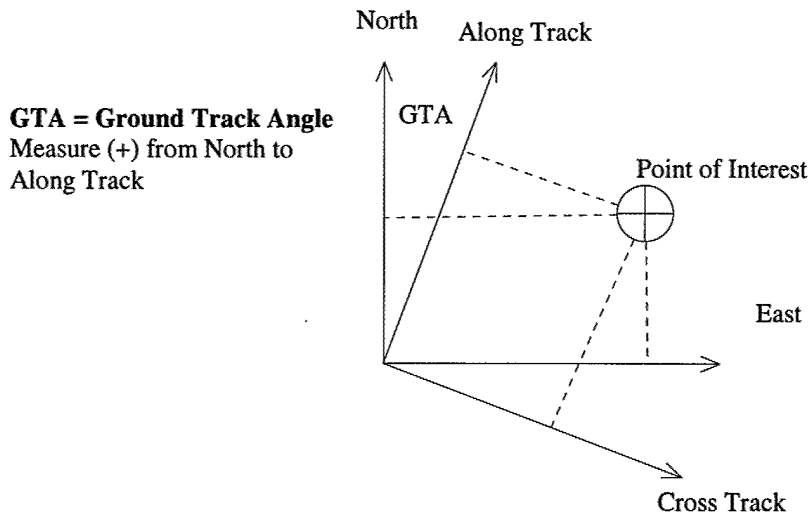 North
Along Track
GTA = Ground Track Angle
Measure (+) from North to
Along Track
GTA
Point of Interest
East
Cross Track